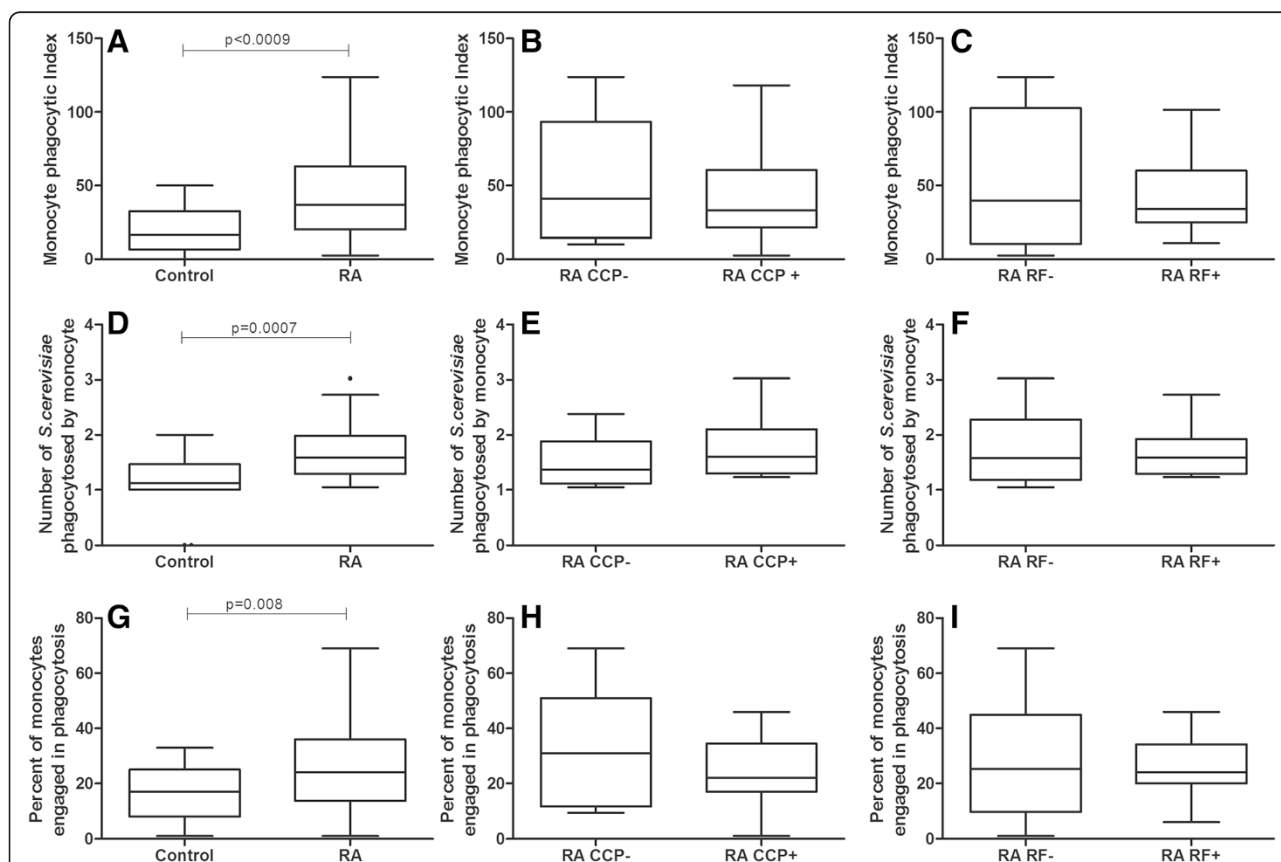 A
p<0.0009
Monocyte phagocytic Index
150
100
50
0
Control
RA
B
Monocyte phagocytic Index
150
100
50
0
RA CCP-
RA CCP +
C
Monocyte phagocytic Index
150
100
50
0
RA RF-
RA RF+
D
p=0.0007
Number of S.cerevisiae
phagocytosed by monocyte
4
3
2
1
0
Control
RA
E
Number of S.cerevisiae
phagocytosed by monocyte
4
3
2
1
0
RA CCP-
RA CCP+
F
Number of S.cerevisiae
phagocytosed by monocyte
4
3
2
1
0
RA RF-
RA RF+
G
p=0.008
Percent of monocytes
engaged in phagocytosis
80
60
40
20
0
Control
RA
H
Percent of monocytes
engaged in phagocytosis
80
60
40
20
0
RA CCP-
RA CCP+
I
Percent of monocytes
engaged in phagocytosis
80
60
40
20
0
RA RF-
RA RF+